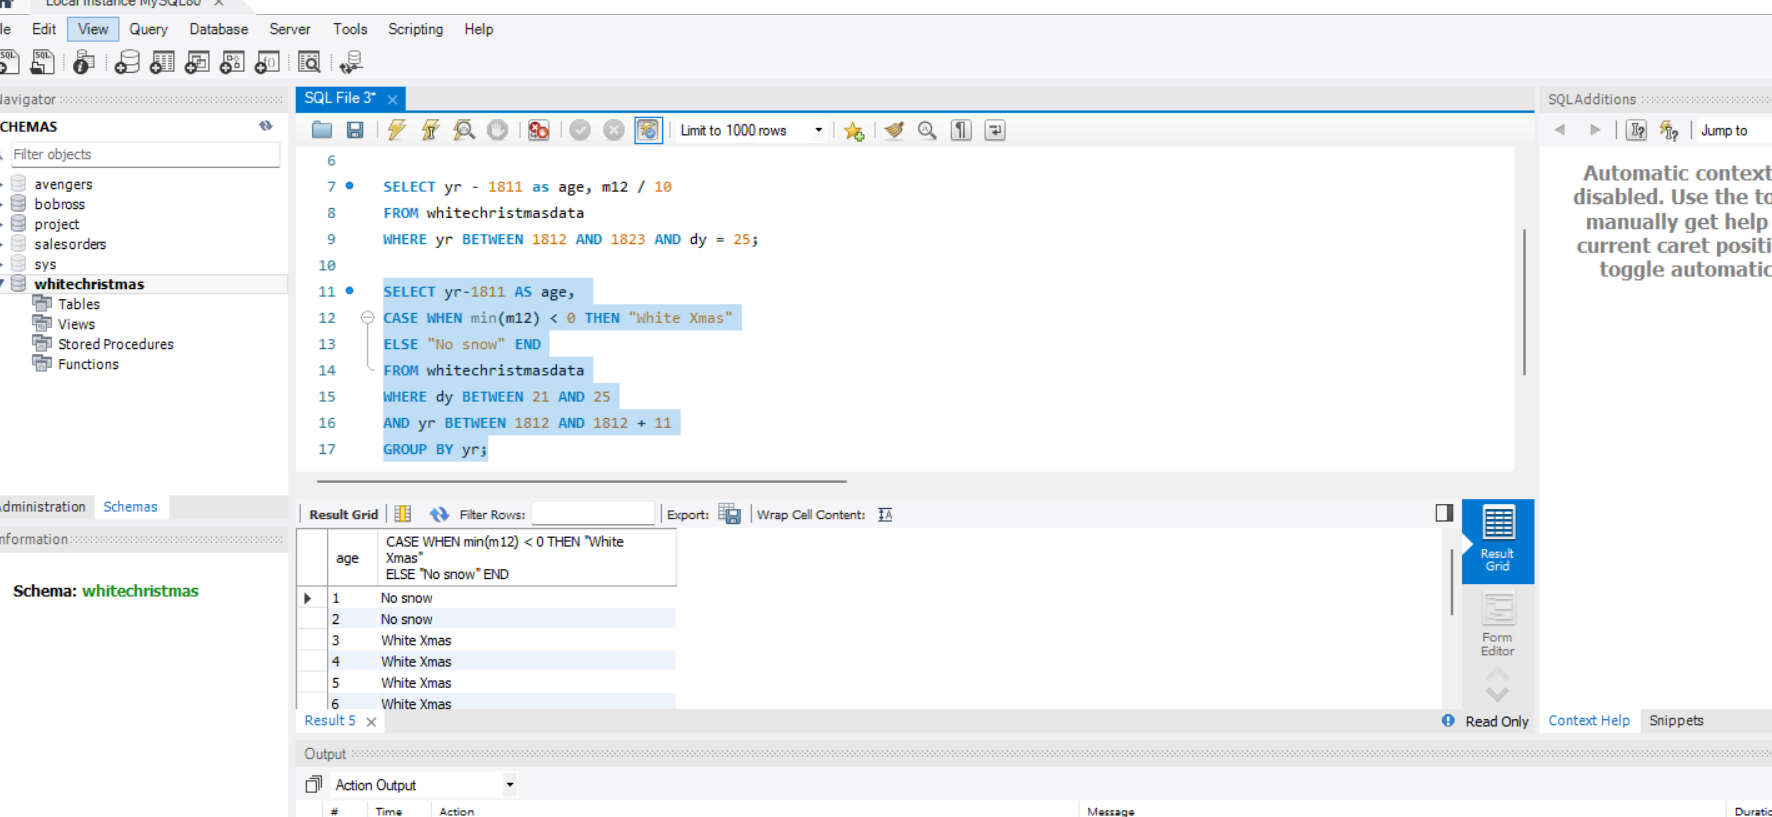 Local instance MySQL80 ×
le Edit View Query Database Server Tools Scripting Help
Navigator
SQL File 3* ×
SQLAdditions
CHEMAS
Limit to 1000 rows
Jump to
Filter objects
avengers
bobross
project
salesorders
sys
whitechristmas
Tables
Views
Stored Procedures
Functions
6
7 SELECT yr - 1811 as age, m12 / 10
8 FROM whitechristmasdata
9 WHERE yr BETWEEN 1812 AND 1823 AND dy = 25;
10
11 SELECT yr-1811 AS age,
12 CASE WHEN min(m12) < 0 THEN "White Xmas"
13 ELSE "No snow" END
14 FROM whitechristmasdata
15 WHERE dy BETWEEN 21 AND 25
16 AND yr BETWEEN 1812 AND 1812 + 11
17 GROUP BY yr;
Automatic context
disabled. Use the to
manually get help
current caret positi
toggle automatic
Administration Schemas
Information
Schema: whitechristmas
Result Grid Filter Rows: Export: Wrap Cell Content:
age
CASE WHEN min(m12) < 0 THEN "White
Xmas"
ELSE "No snow" END
1 No snow
2 No snow
3 White Xmas
4 White Xmas
5 White Xmas
6 White Xmas
Result
Grid
Form
Editor
Result 5 ×
Read Only
Context Help Snippets
Output
Action Output
# Time Action Message Duratio